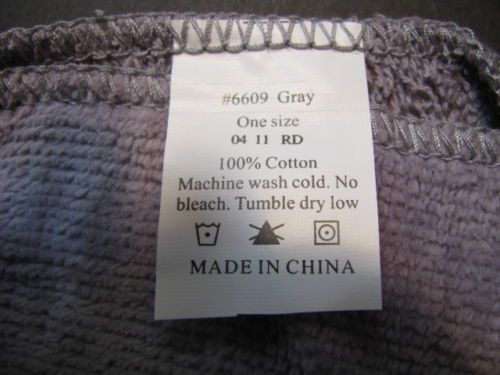 #6609 Gray
One size
04 11 RD
100% Cotton
Machine wash cold. No
bleach. Tumble dry low
MADE IN CHINA